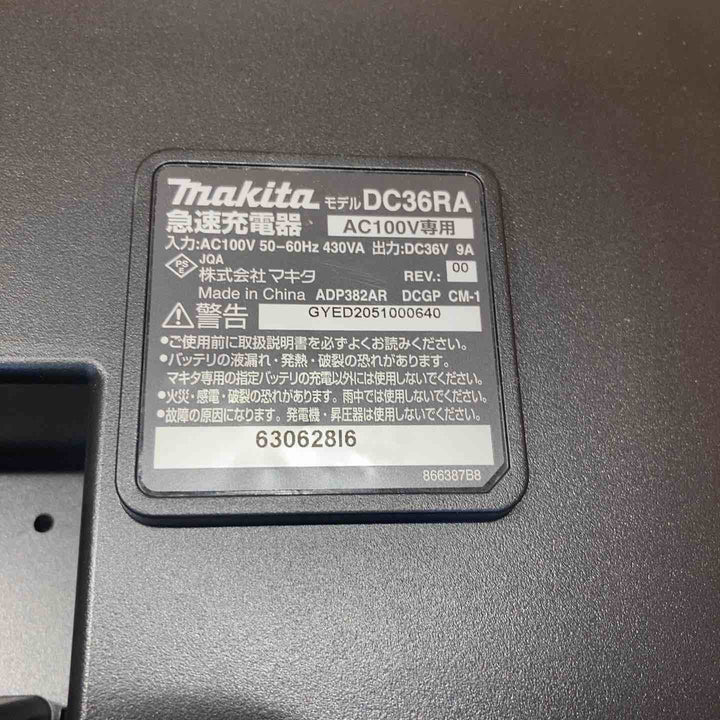 makita モデル DC36RA
急速充電器 AC100V専用
入力:AC100V 50-60Hz 430VA 出力:DC36V 9A
PSE JQA
株式会社マキタ REV.: 00
Made in China ADP382AR DCGP CM-1
警告 GYED2051000640
●ご使用前に取扱説明書を必ずよくお読みください。
●バッテリの液漏れ・発熱・破裂の恐れがあります。
マキタ専用の指定バッテリの充電以外には使用しないでください。
●火災・感電・破裂の恐れがあります。雨中では使用しないでください。
●故障の原因になります。発電機・昇圧器は使用しないでください。
630628I6
866387B8